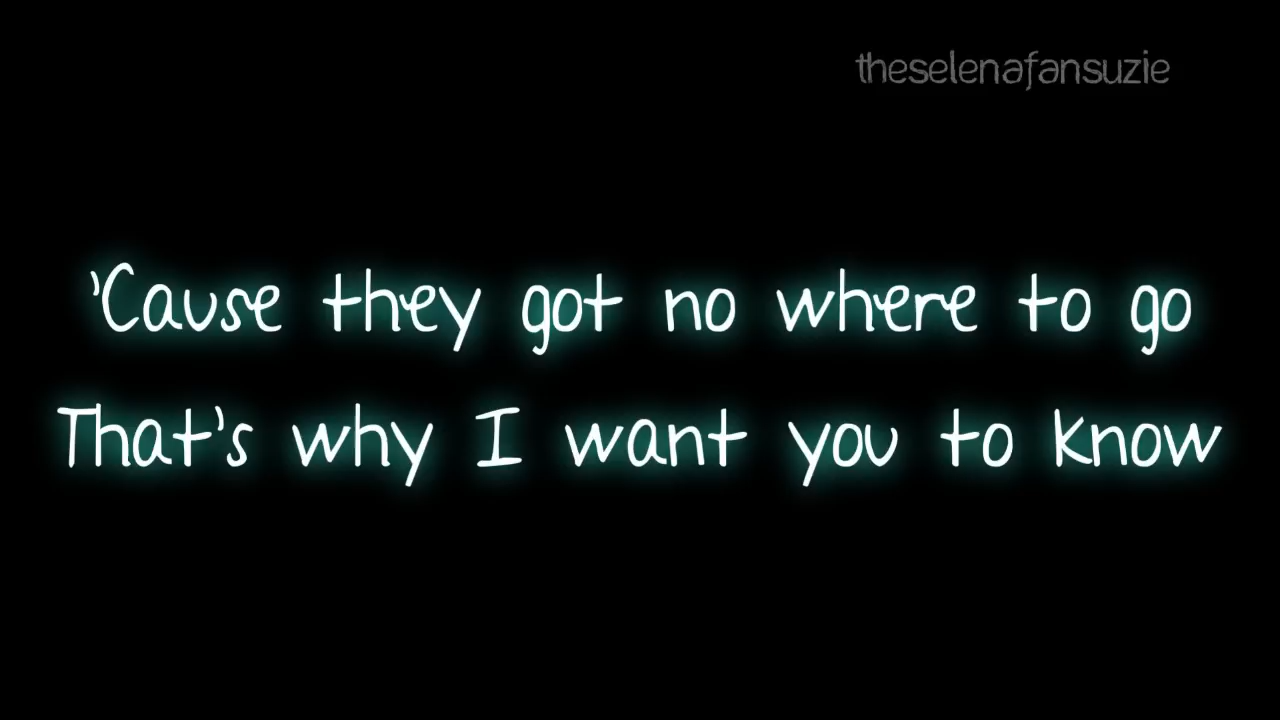 theselenafansuzie
'Cause they got no where to go
That's why I want you to know